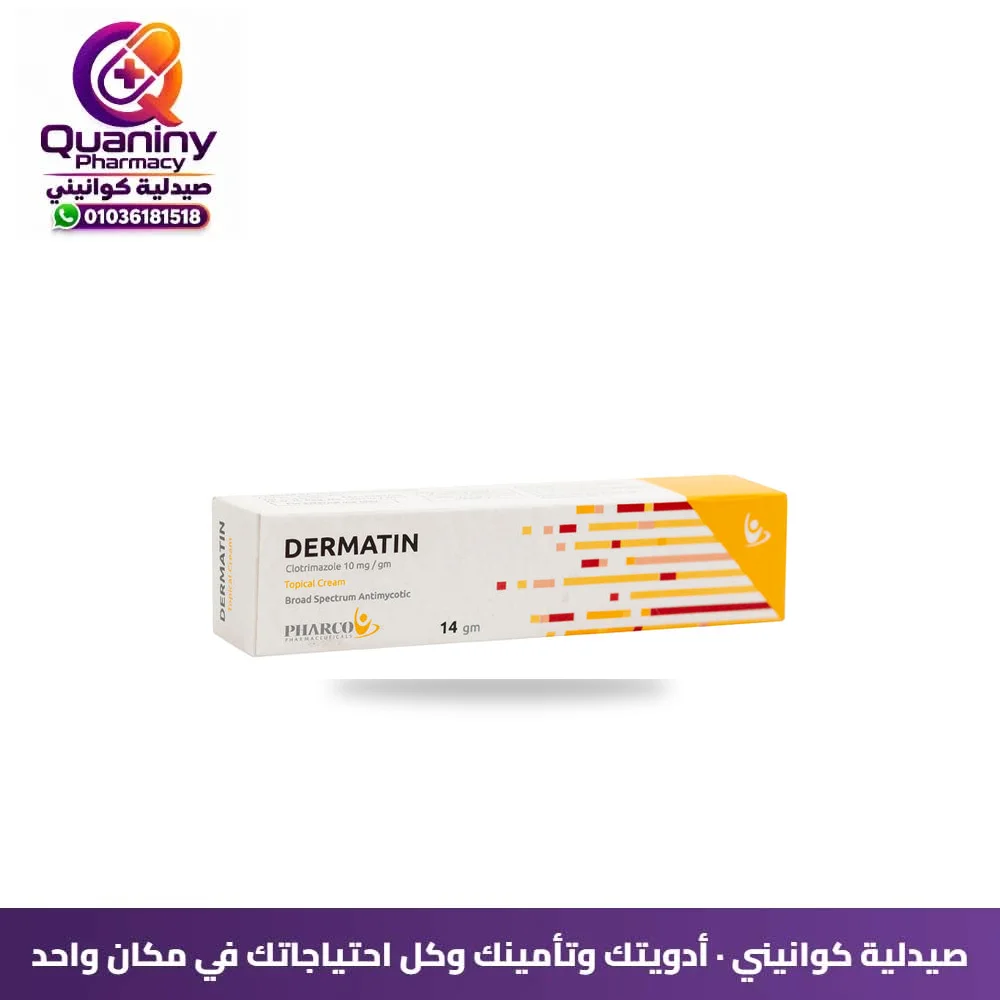 Quaniny
Pharmacy
صيدلية كوانيني
01036181518
DERMATIN
Topical Cream
DERMATIN
Clotrimazole 10 mg / gm
Topical Cream
Broad Spectrum Antimycotic
PHARCO
PHARMACEUTICALS
14 gm
صيدلية كوانيني · أدويتك وتأمينك وكل احتياجاتك في مكان واحد